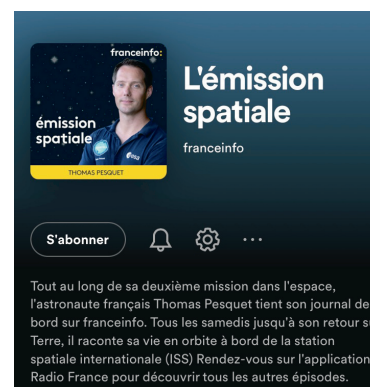 franceinfo:
émission
spatiale
esa
THOMAS PESQUET
L'émission
spatiale
franceinfo
S'abonner
Tout au long de sa deuxième mission dans l'espace,
l'astronaute français Thomas Pesquet tient son journal de
bord sur franceinfo. Tous les samedis jusqu'à son retour s
Terre, il raconte sa vie en orbite à bord de la station
spatiale internationale (ISS) Rendez-vous sur l'application
Radio France pour découvrir tous les autres épisodes.